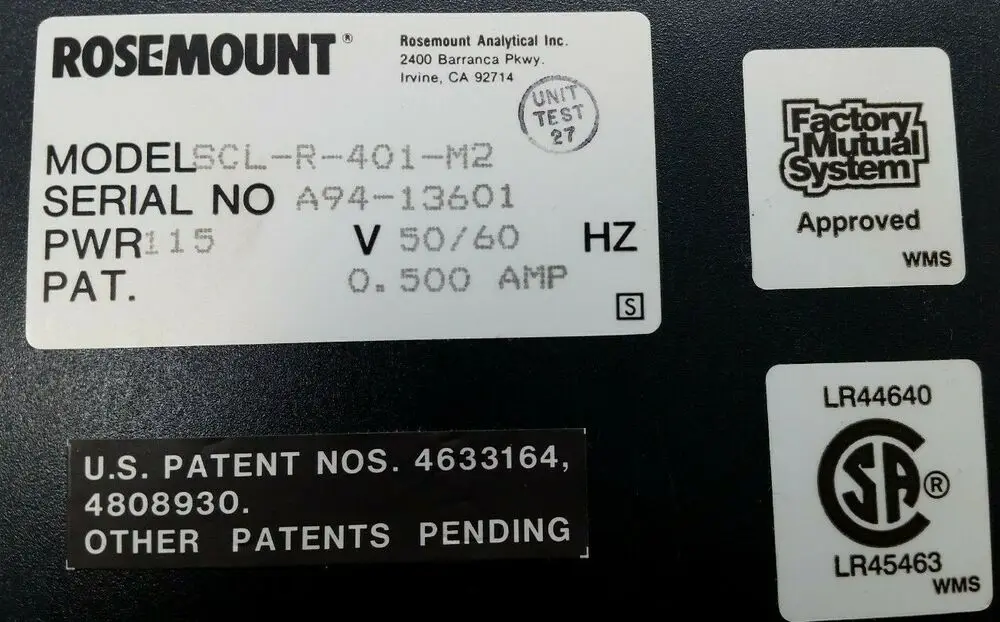 ROSEMOUNT®
Rosemount Analytical Inc.
2400 Barranca Pkwy.
Irvine, CA 92714
UNIT
TEST
27
MODEL SCL-R-401-M2
SERIAL NO A94-13601
PWR 115 V 50/60 HZ
PAT. 0.500 AMP
S
Factory
Mutual
System
Approved
WMS
U.S. PATENT NOS. 4633164,
4808930.
OTHER PATENTS PENDING
LR44640
SA®
LR45463
WMS